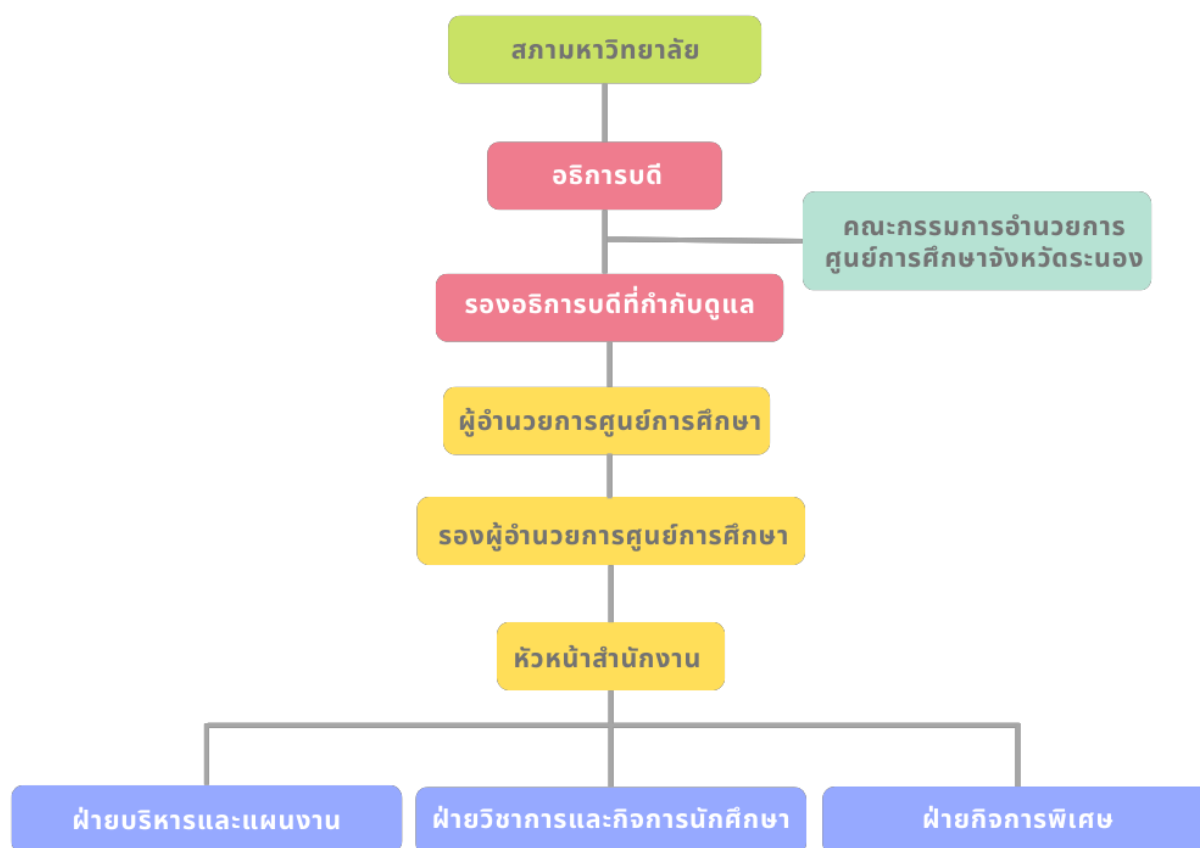 สภามหาวิทยาลัย
อธิการบดี
คณะกรรมการอำนวยการ
ศูนย์การศึกษาจังหวัดระนอง
รองอธิการบดีที่กำกับดูแล
ผู้อำนวยการศูนย์การศึกษา
รองผู้อำนวยการศูนย์การศึกษา
หัวหน้าสำนักงาน
ฝ่ายบริหารและแผนงาน
ฝ่ายวิชาการและกิจการนักศึกษา
ฝ่ายกิจการพิเศษ